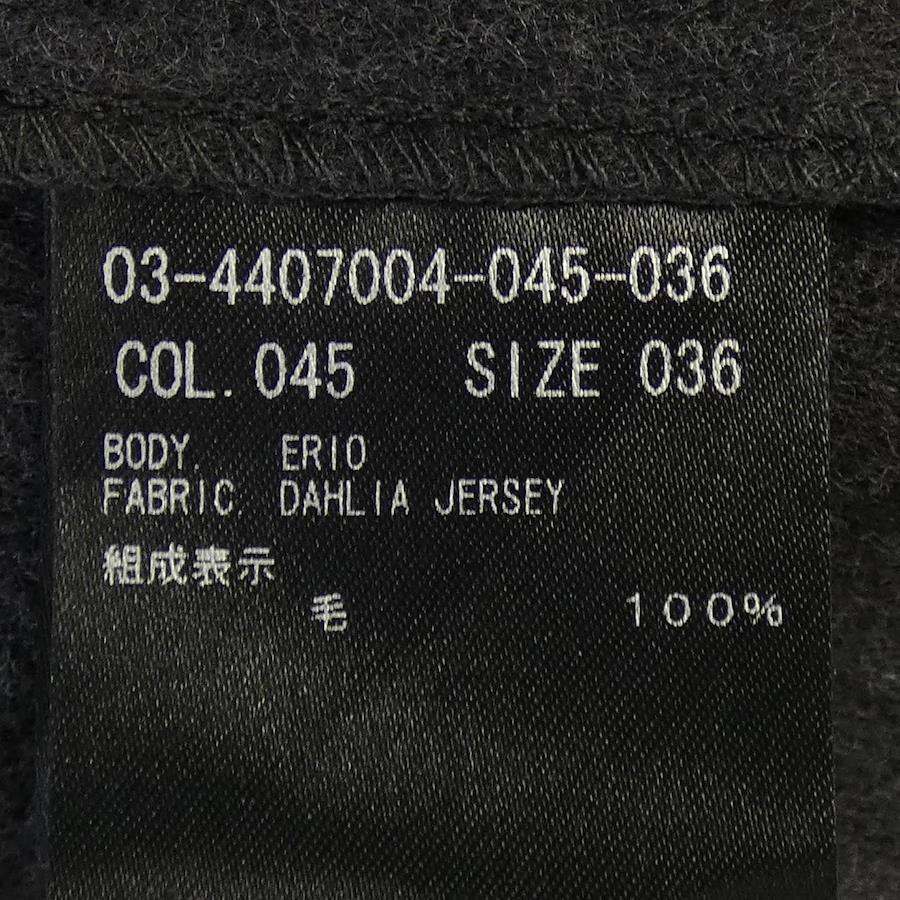 03-4407004-045-036
COL. 045 SIZE 036
BODY. ERIO
FABRIC. DAHLIA JERSEY
組成表示
毛 100%